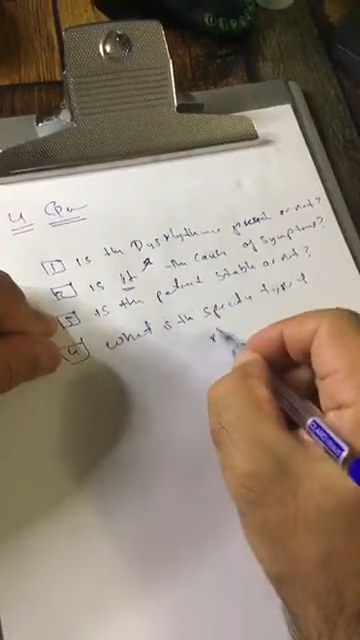 4 Qu
1 Is the Dysrhythmia present or not?
2 is it the cause of symptoms?
3 is the patient stable or not?
4 what is the specific type of